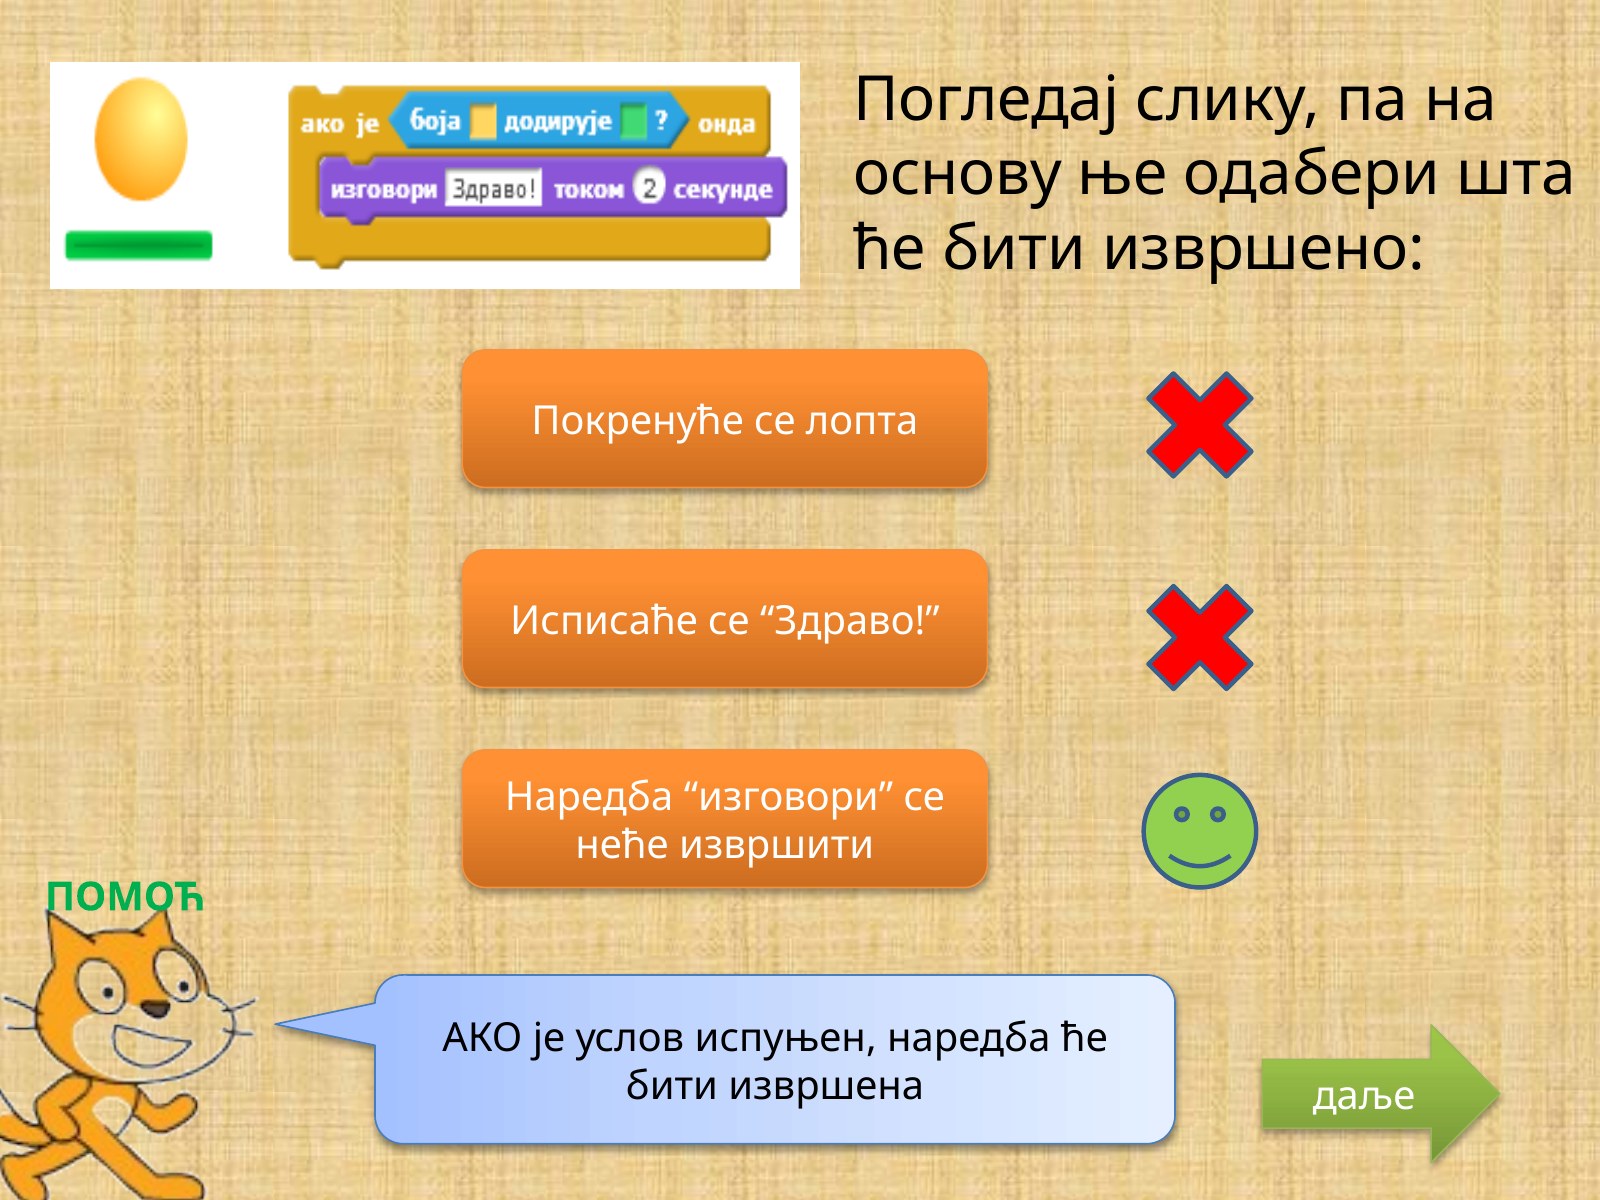 ако је боја додирује ? онда
изговори Здраво! током 2 секунде
Погледај слику, па на
основу ње одабери шта
ће бити извршено:
Покренуће се лопта
Исписаће се “Здраво!”
Наредба “изговори” се
неће извршити
ПОМОЋ
АКО је услов испуњен, наредба ће
бити извршена
даље